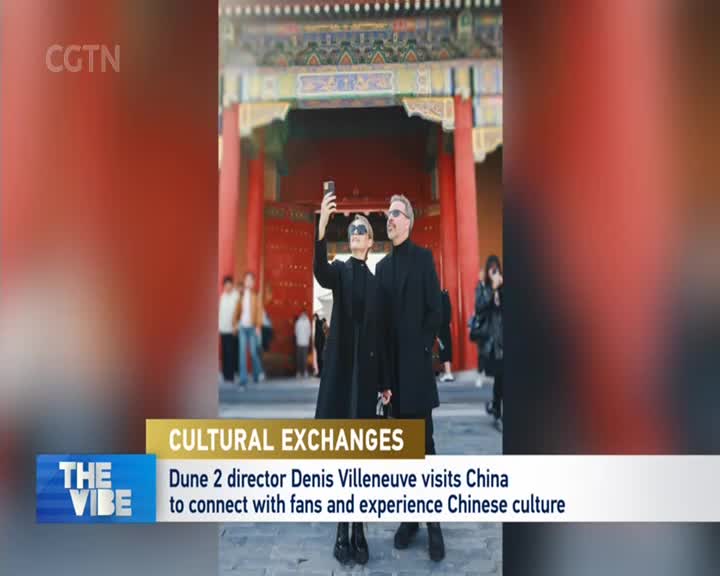 CGTN
CULTURAL EXCHANGES
THE
VIBE
Dune 2 director Denis Villeneuve visits China
to connect with fans and experience Chinese culture